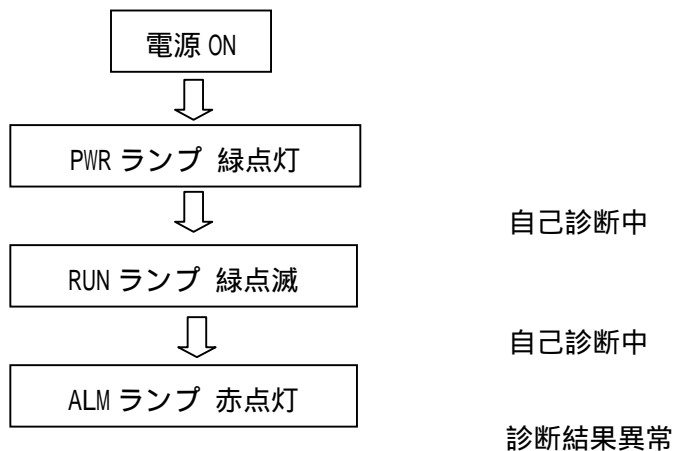 電源 ON
PWR ランプ 緑点灯
自己診断中
RUN ランプ 緑点滅
自己診断中
ALM ランプ 赤点灯
診断結果異常